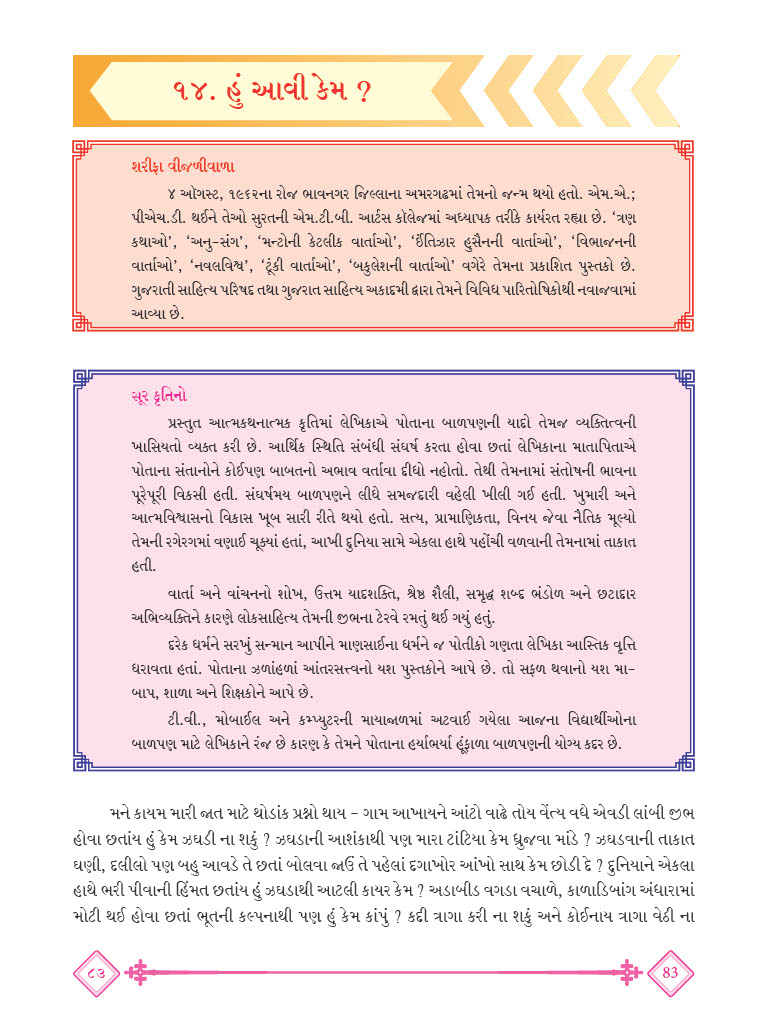 ૧૪. હું આવી કેમ ?
શરીફા વીજળીવાળા
૪ ઑગસ્ટ, ૧૯૬૨ના રોજ ભાવનગર જિલ્લાના અમરગઢમાં તેમનો જન્મ થયો હતો. એમ.એ.;
પીએચ.ડી. થઈને તેઓ સુરતની એમ.ટી.બી. આર્ટસ કૉલેજમાં અધ્યાપક તરીકે કાર્યરત રહ્યા છે. ‘ત્રણ
કથાઓ’, ‘અનુ-સંગ’, ‘મન્ટોની કેટલીક વાર્તાઓ’, ‘ઈંતિઝાર હુસૈનની વાર્તાઓ’, ‘વિભાજનની
વાર્તાઓ’, ‘નવલવિશ્વ’, ‘ટૂંકી વાર્તાઓ’, ‘બકુલેશની વાર્તાઓ’ વગેરે તેમના પ્રકાશિત પુસ્તકો છે.
ગુજરાતી સાહિત્ય પરિષદ તથા ગુજરાત સાહિત્ય અકાદમી દ્વારા તેમને વિવિધ પારિતોષિકોથી નવાજવામાં
આવ્યા છે.
સૂર કૃતિનો
પ્રસ્તુત આત્મકથનાત્મક કૃતિમાં લેખિકાએ પોતાના બાળપણની યાદો તેમજ વ્યક્તિત્વની
ખાસિયતો વ્યક્ત કરી છે. આર્થિક સ્થિતિ સંબંધી સંઘર્ષ કરતા હોવા છતાં લેખિકાના માતાપિતાએ
પોતાના સંતાનોને કોઈપણ બાબતનો અભાવ વર્તાવા દીધો નહોતો. તેથી તેમનામાં સંતોષની ભાવના
પૂરેપૂરી વિકસી હતી. સંઘર્ષમય બાળપણને લીધે સમજદારી વહેલી ખીલી ગઈ હતી. ખુમારી અને
આત્મવિશ્વાસનો વિકાસ ખૂબ સારી રીતે થયો હતો. સત્ય, પ્રામાણિકતા, વિનય જેવા નૈતિક મૂલ્યો
તેમની રગેરગમાં વણાઈ ચૂક્યાં હતાં, આખી દુનિયા સામે એકલા હાથે પહોંચી વળવાની તેમનામાં તાકાત
હતી.
વાર્તા અને વાંચનનો શોખ, ઉત્તમ યાદશક્તિ, શ્રેષ્ઠ શૈલી, સમૃદ્ધ શબ્દ ભંડોળ અને છટાદાર
અભિવ્યક્તિને કારણે લોકસાહિત્ય તેમની જીભના ટેરવે રમતું થઈ ગયું હતું.
દરેક ધર્મને સરખું સન્માન આપીને માણસાઈના ધર્મને જ પોતીકો ગણતા લેખિકા આસ્તિક વૃત્તિ
ધરાવતા હતાં. પોતાના ઝળાંહળાં આંતરસત્ત્વનો યશ પુસ્તકોને આપે છે. તો સફળ થવાનો યશ મા-
બાપ, શાળા અને શિક્ષકોને આપે છે.
ટી.વી., મોબાઈલ અને કમ્પ્યુટરની માયાજાળમાં અટવાઈ ગયેલા આજના વિદ્યાર્થીઓના
બાળપણ માટે લેખિકાને રંજ છે કારણ કે તેમને પોતાના હર્યાભર્યા હૂંફાળા બાળપણની યોગ્ય કદર છે.
મને કાયમ મારી જાત માટે થોડાંક પ્રશ્નો થાય - ગામ આખાયને આંટો વાઢે તોય વેંત્ય વધે એવડી લાંબી જીભ
હોવા છતાંય હું કેમ ઝઘડી ના શકું ? ઝઘડાની આશંકાથી પણ મારા ટાંટિયા કેમ ધ્રુજવા માંડે ? ઝઘડવાની તાકાત
ઘણી, દલીલો પણ બહુ આવડે તે છતાં બોલવા જઉં તે પહેલાં દગાખોર આંખો સાથ કેમ છોડી દે ? દુનિયાને એકલા
હાથે ભરી પીવાની હિંમત છતાંય હું ઝઘડાથી આટલી કાયર કેમ ? અડાબીડ વગડા વચાળે, કાળાડિબાંગ અંધારામાં
મોટી થઈ હોવા છતાં ભૂતની કલ્પનાથી પણ હું કેમ કાંપું ? કદી ત્રાગા કરી ના શકું અને કોઈનાય ત્રાગા વેઠી ના
૮૩
83